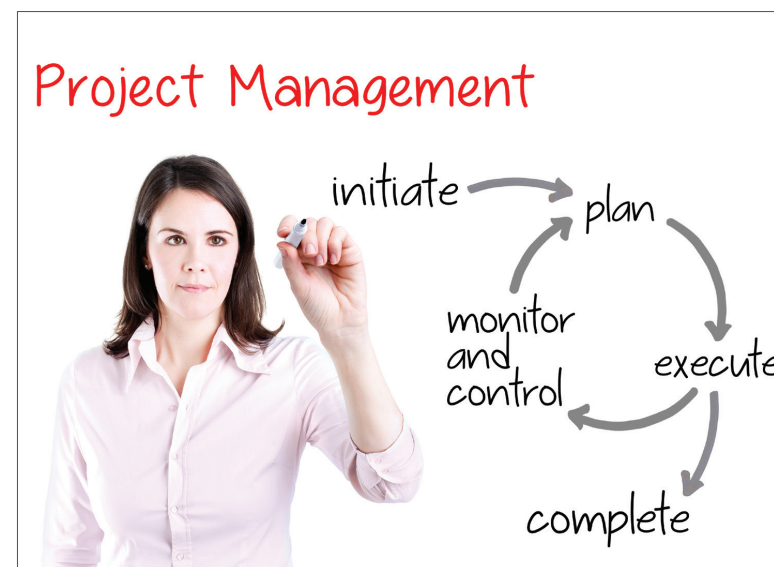 Project Management
initiate
plan
monitor
and
control
execute
complete